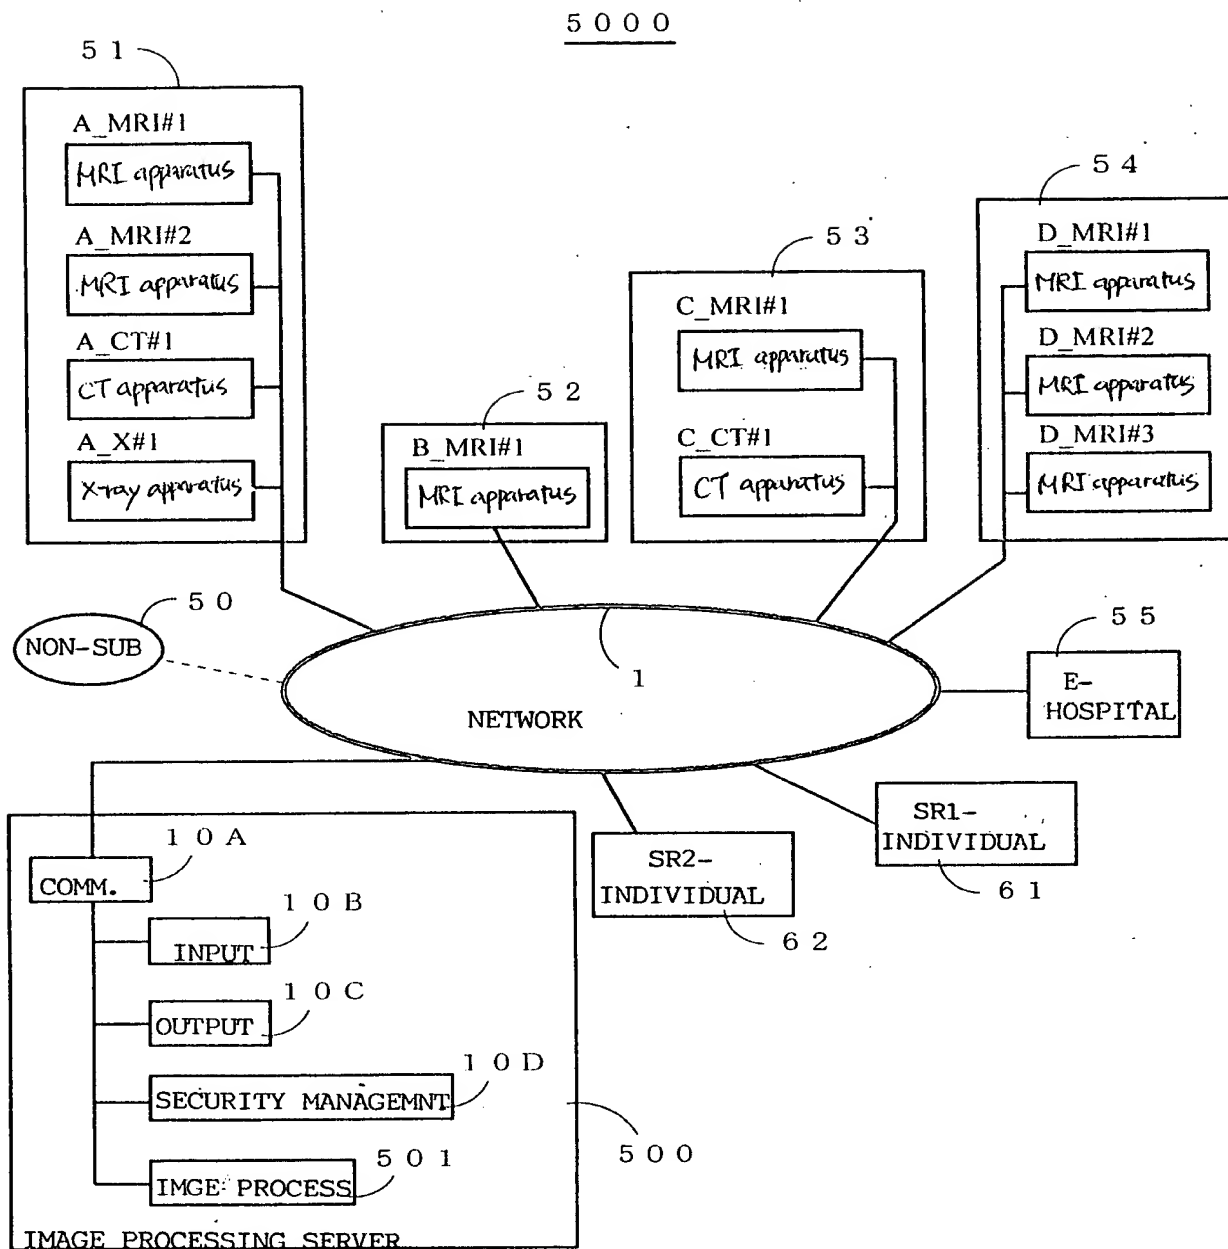 5000
51
A_MRI#1
MRI apparatus
A_MRI#2
MRI apparatus
A_CT#1
CT apparatus
A_X#1
X-ray apparatus
52
B_MRI#1
MRI apparatus
53
C_MRI#1
MRI apparatus
C_CT#1
CT apparatus
54
D_MRI#1
MRI apparatus
D_MRI#2
MRI apparatus
D_MRI#3
MRI apparatus
50
NON-SUB
1
NETWORK
55
E-
HOSPITAL
SR1-
INDIVIDUAL
61
SR2-
INDIVIDUAL
62
10A
COMM.
10B
INPUT
10C
OUTPUT
10D
SECURITY MANAGEMNT
501
IMGE PROCESS
500
IMAGE PROCESSING SERVER